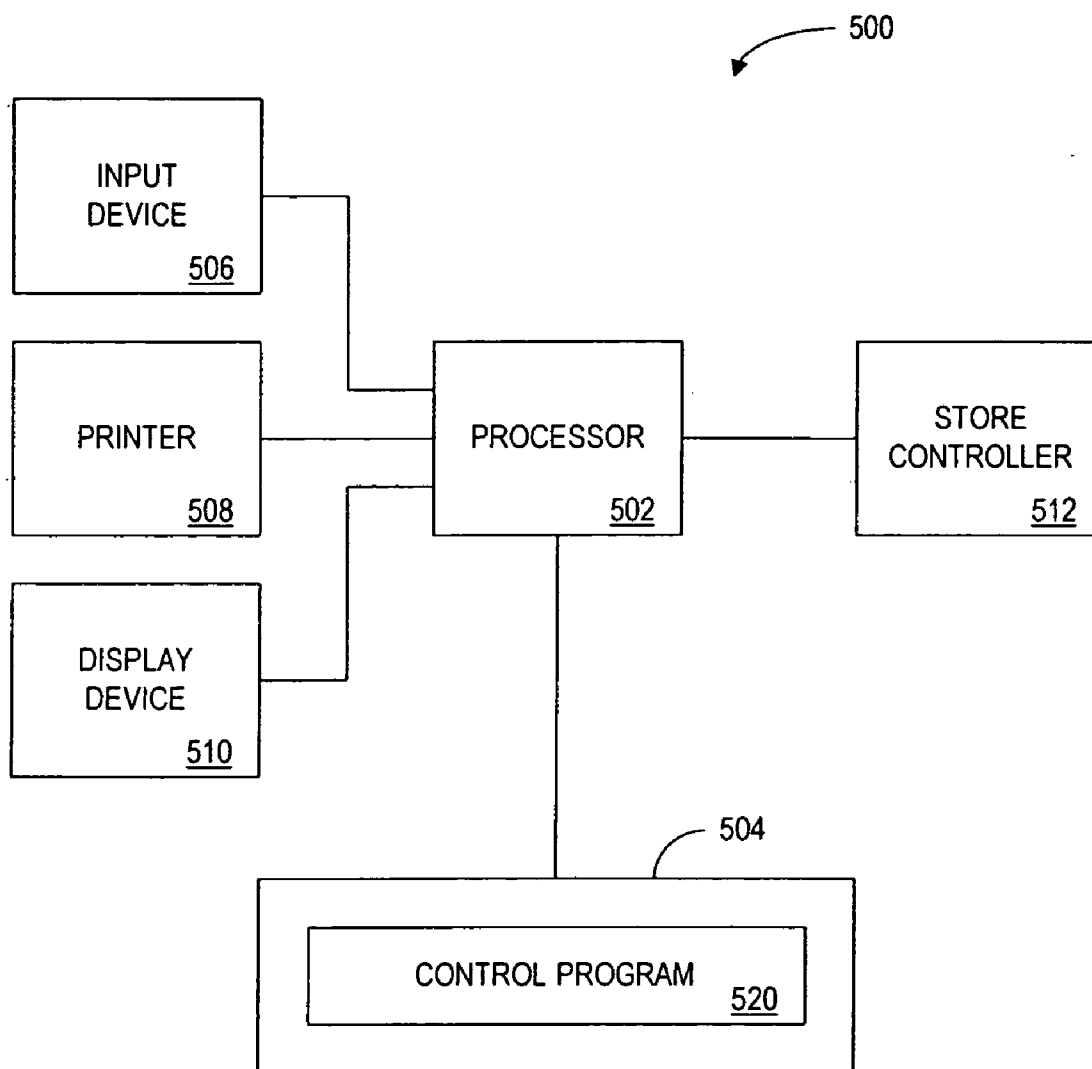 500
INPUT
DEVICE
506
PRINTER
508
PROCESSOR
502
STORE
CONTROLLER
512
DISPLAY
DEVICE
510
504
CONTROL PROGRAM
520